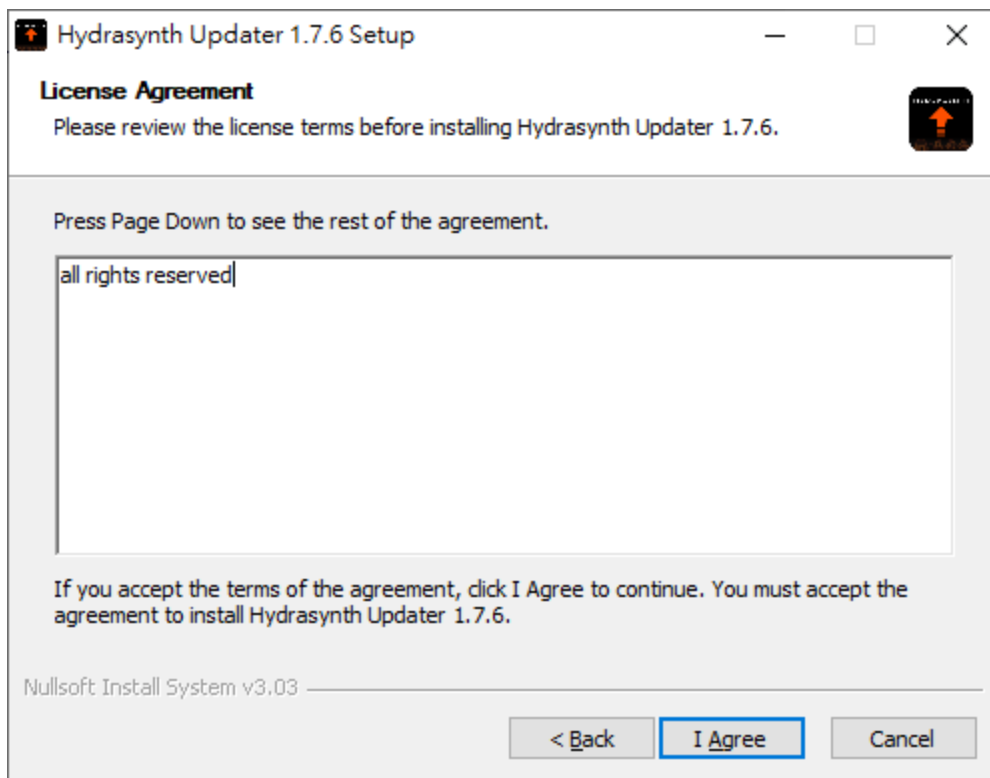 Hydrasynth Updater 1.7.6 Setup
License Agreement
Please review the license terms before installing Hydrasynth Updater 1.7.6.
Press Page Down to see the rest of the agreement.
all rights reserved
If you accept the terms of the agreement, click I Agree to continue. You must accept the
agreement to install Hydrasynth Updater 1.7.6.
Nullsoft Install System v3.03
< Back
I Agree
Cancel